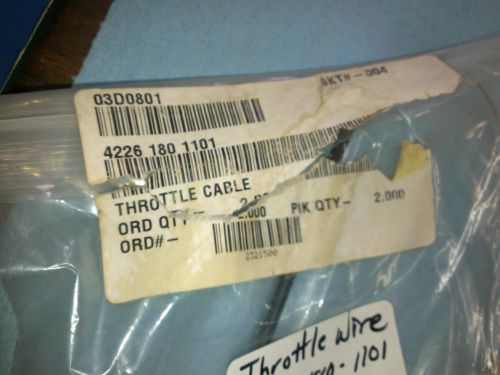 03D0801
SKTN-004
4226 180 1101
THROTTLE CABLE
ORD QTY- 2.000 PIK QTY- 2.000
ORD#-
2321500
Throttle Wire
1101